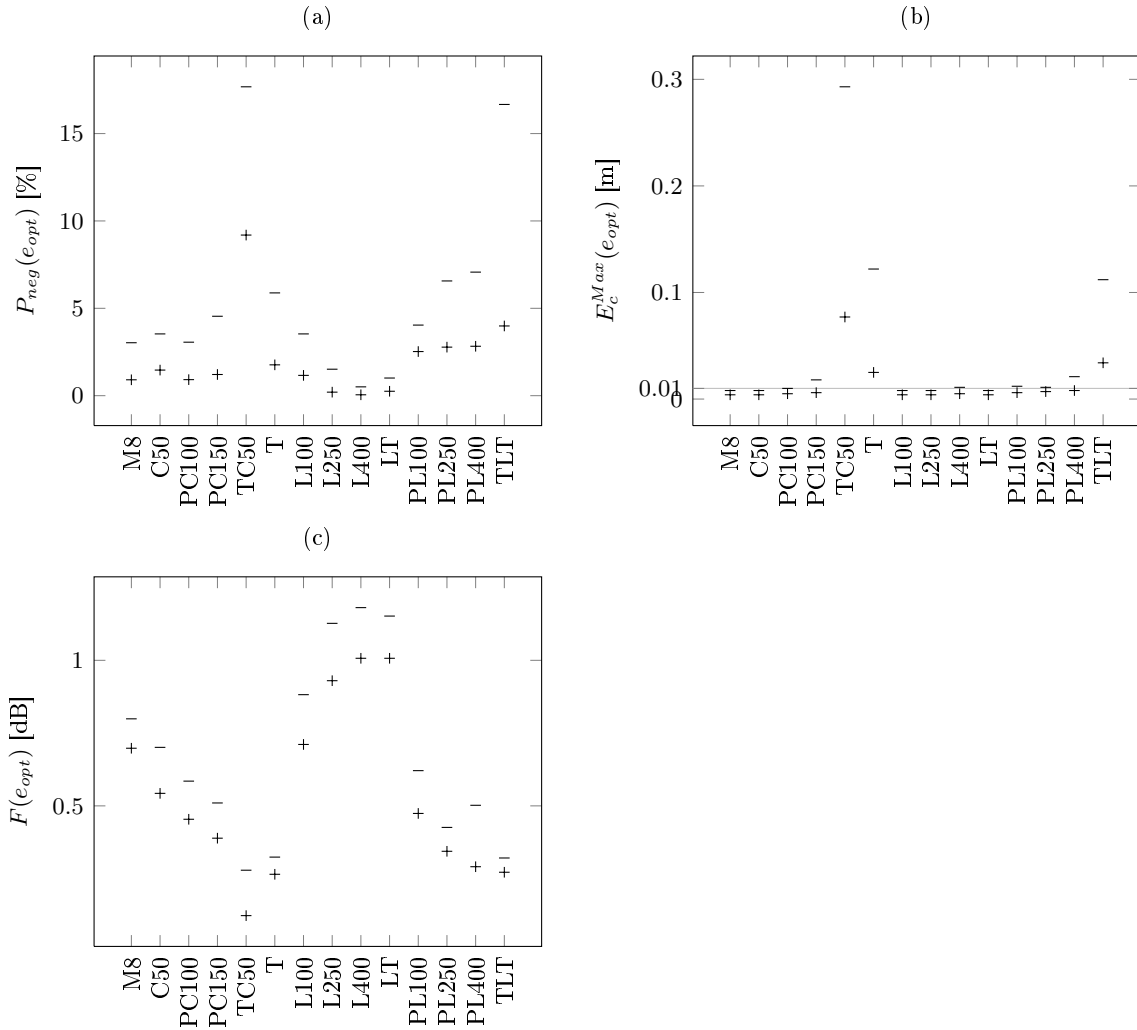 (a)
15
10
5
0
P_{neg}(e_{opt}) [%]
M8
C50
PC100
PC150
TC50
T
L100
L250
L400
LT
PL100
PL250
PL400
TLT
(b)
0.3
0.2
0.1
0.01
0
E_c^{Max}(e_{opt}) [m]
M8
C50
PC100
PC150
TC50
T
L100
L250
L400
LT
PL100
PL250
PL400
TLT
(c)
1
0.5
F(e_{opt}) [dB]
M8
C50
PC100
PC150
TC50
T
L100
L250
L400
LT
PL100
PL250
PL400
TLT